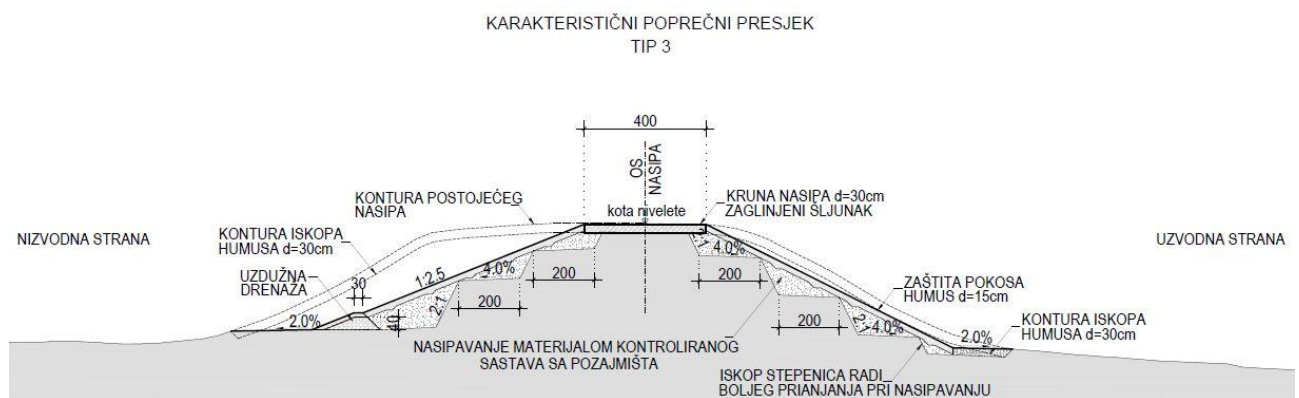 KARAKTERISTIČNI POPREČNI PRESJEK
TIP 3
400
OS
NASIPA
KONTURA POSTOJEĆEG
NASIPA
kota nivelete
KRUNA NASIPA d=30cm
ZAGLINJENI ŠLJUNAK
NIZVODNA STRANA
KONTURA ISKOPA
HUMUSA d=30cm
UZVODNA STRANA
2:1
4.0%
UZDUŽNA
DRENAŽA
30
1:2.5
4.0%
200
200
ZAŠTITA POKOSA
HUMUS d=15cm
2:1
200
200
2.0%
40
2:1
4.0%
2.0%
KONTURA ISKOPA
HUMUSA d=30cm
NASIPAVANJE MATERIJALOM KONTROLIRANOG
SASTAVA SA POZAJMIŠTA
ISKOP STEPENICA RADI
BOLJEG PRIANJANJA PRI NASIPAVANJU